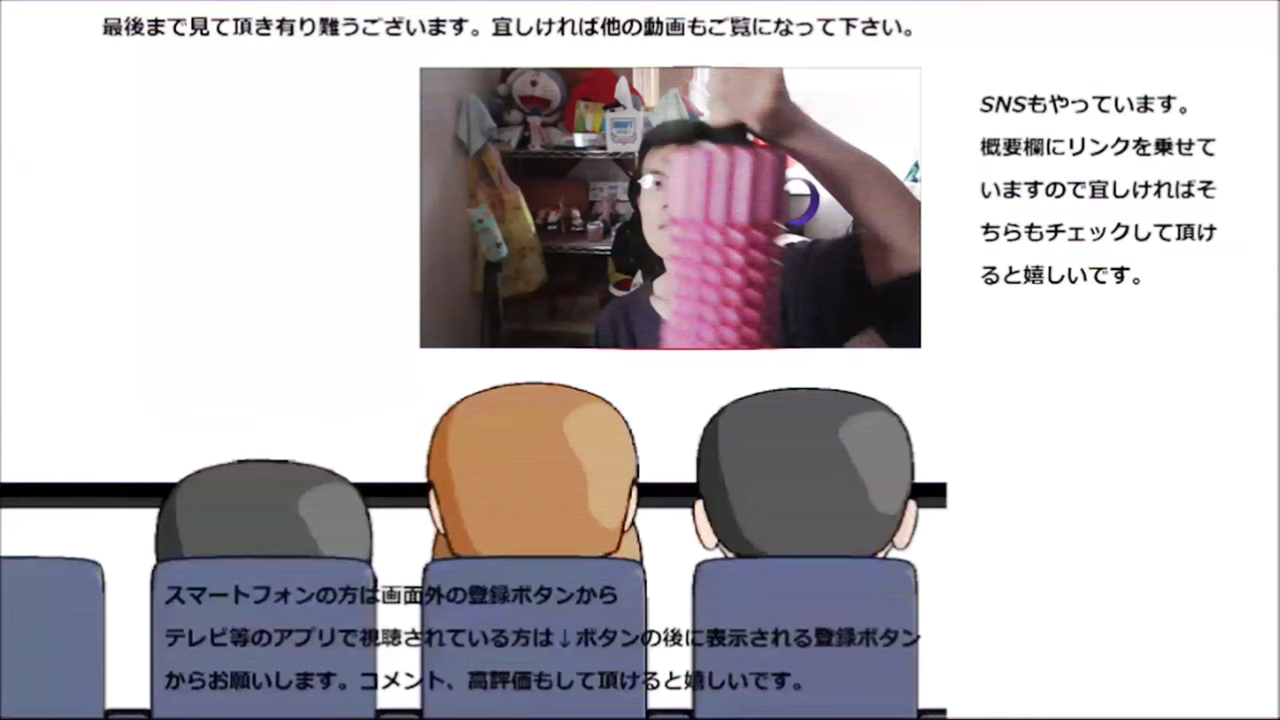 最後まで見て頂き有り難うございます。宜しければ他の動画もご覧になって下さい。
SNSもやっています。
概要欄にリンクを乗せて
いますので宜しければそ
ちらもチェックして頂け
ると嬉しいです。
スマートフォンの方は画面外の登録ボタンから
テレビ等のアプリで視聴されている方は↓ボタンの後に表示される登録ボタン
からお願いします。コメント、高評価もして頂けると嬉しいです。